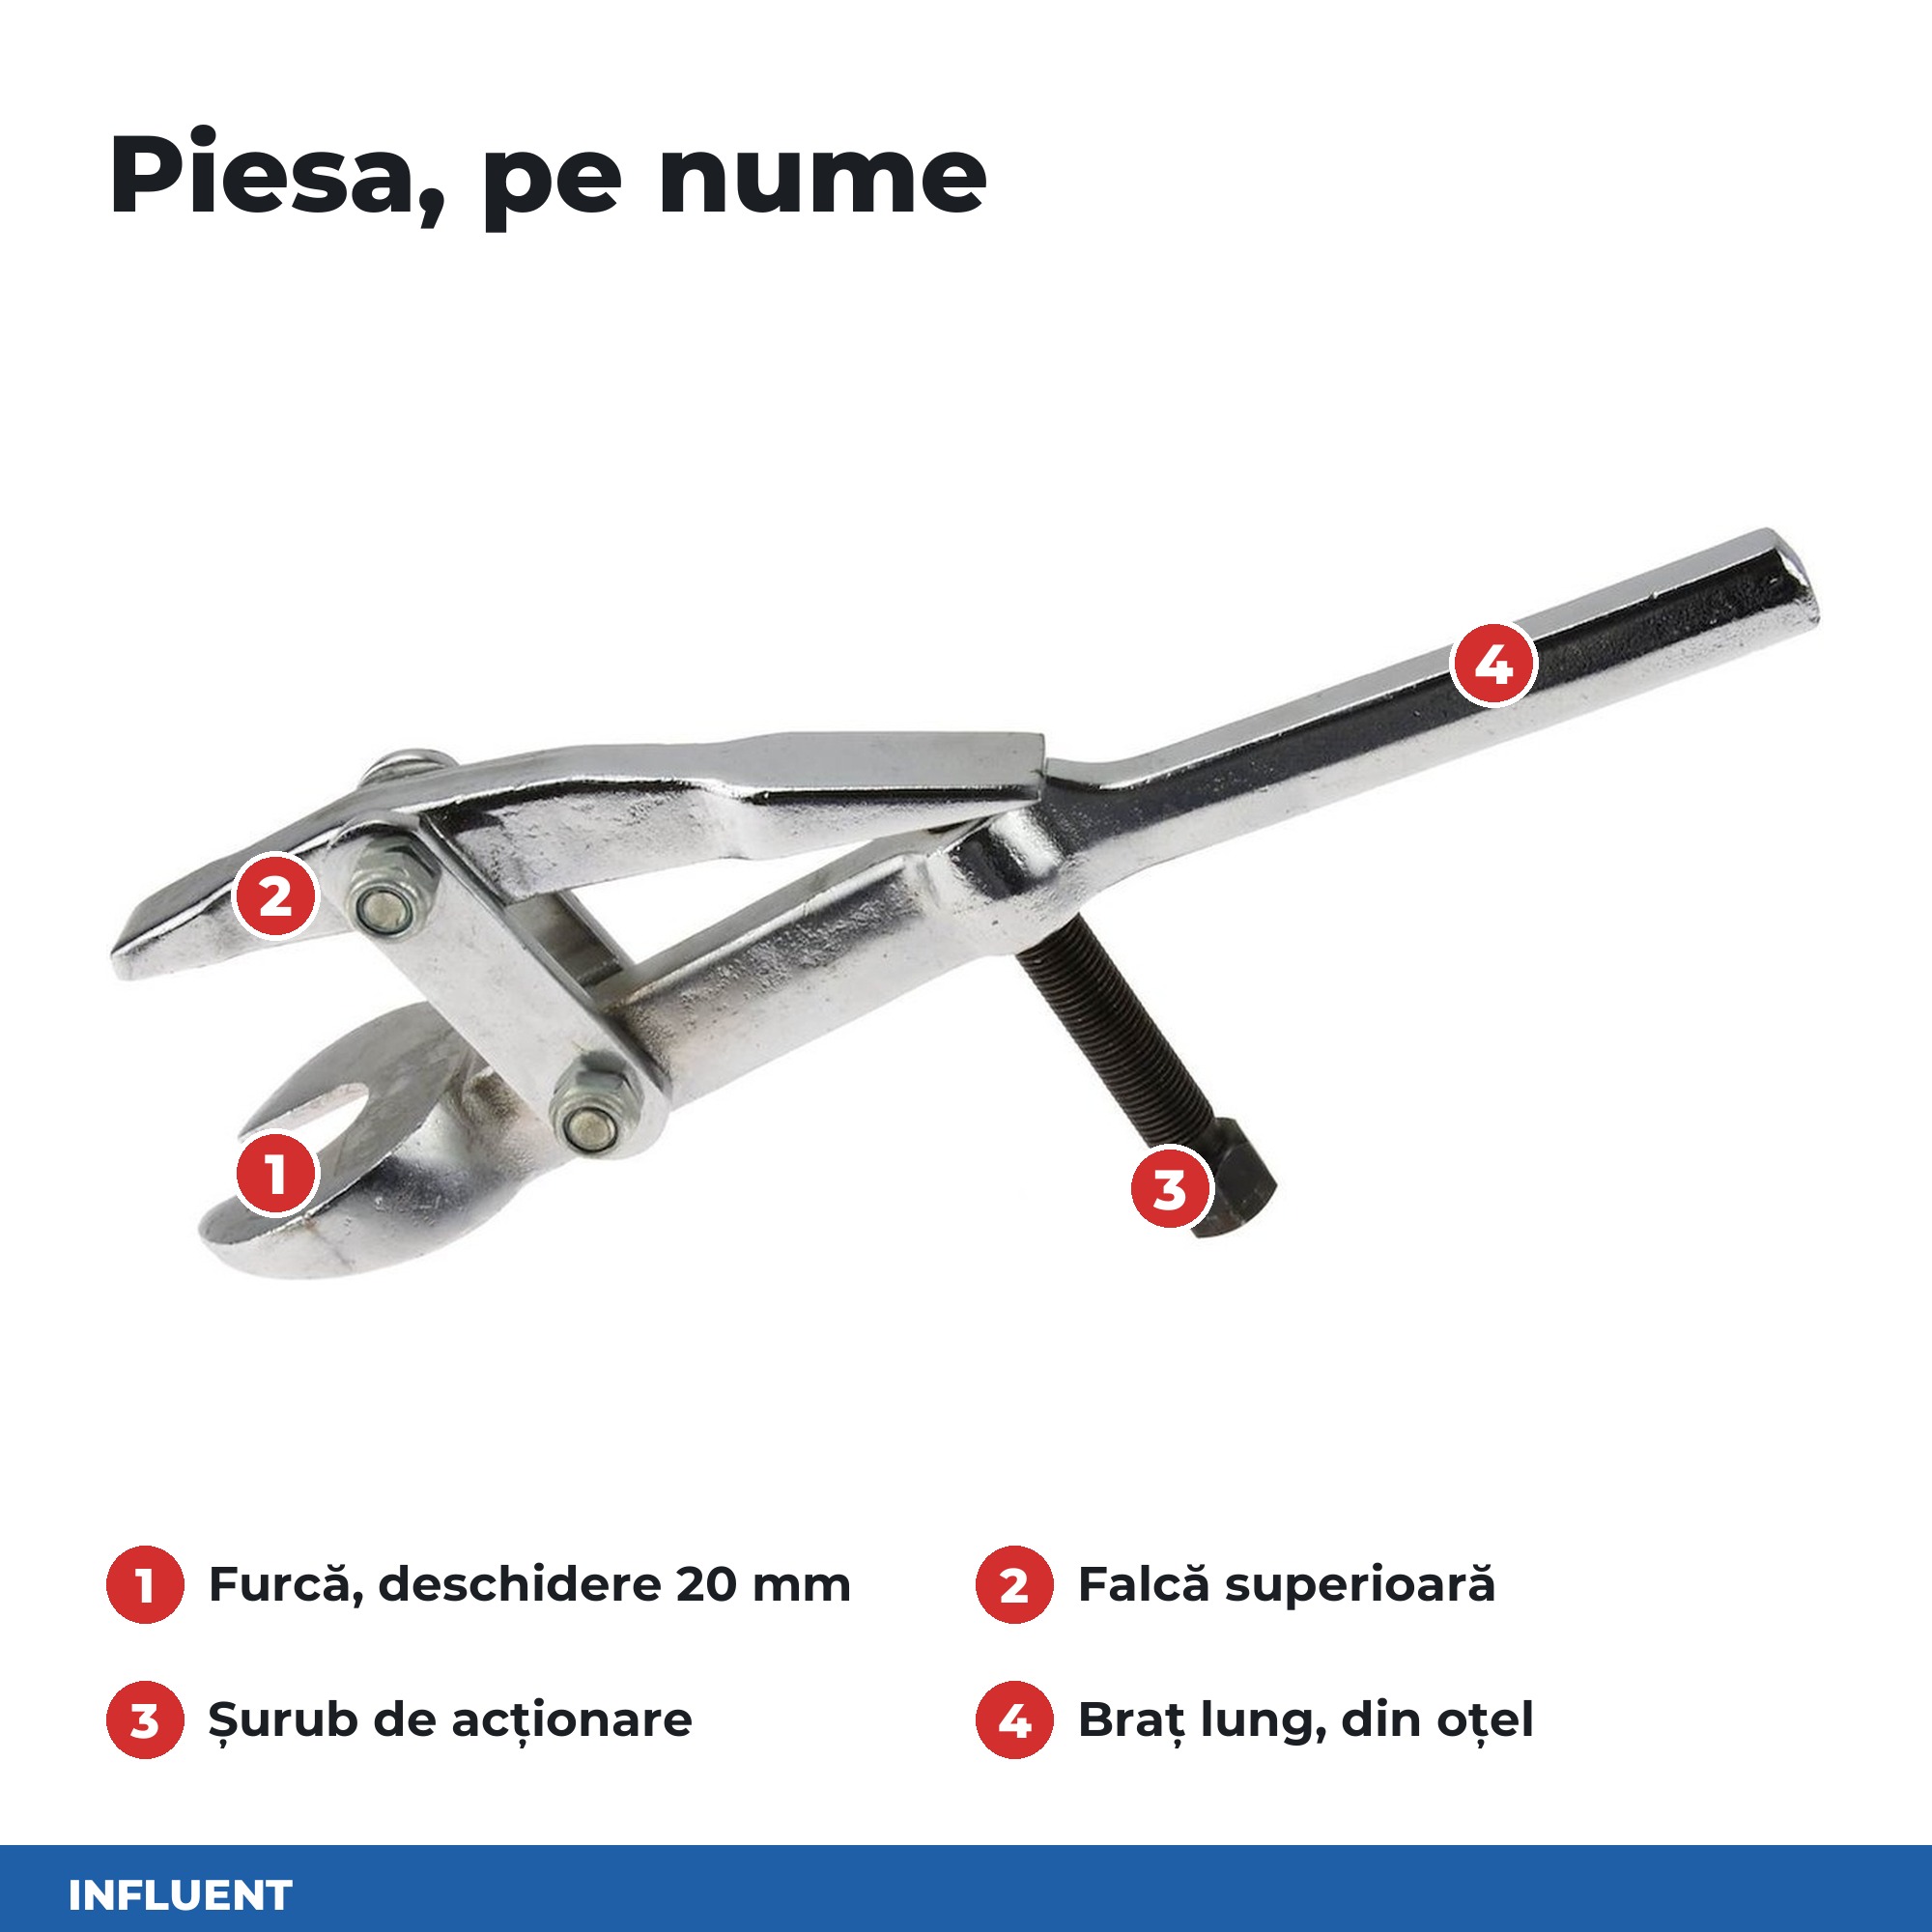 Piesa, pe nume
4
2
1
3
1 Furcă, deschidere 20 mm
2 Falcă superioară
3 Șurub de acționare
4 Braț lung, din oțel
INFLUENT